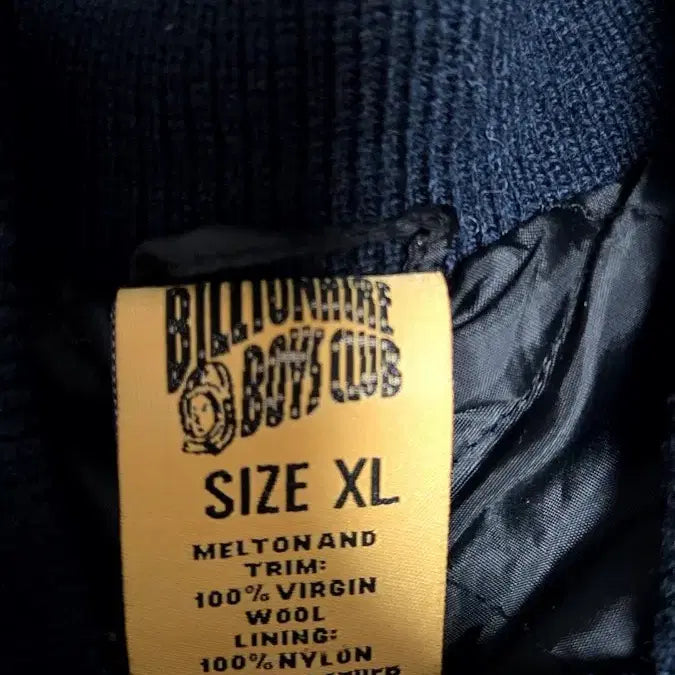 BILLIONAIRE
BOYS CLUB
SIZE XL
MELTON AND
TRIM:
100% VIRGIN
WOOL
LINING:
100% NYLON